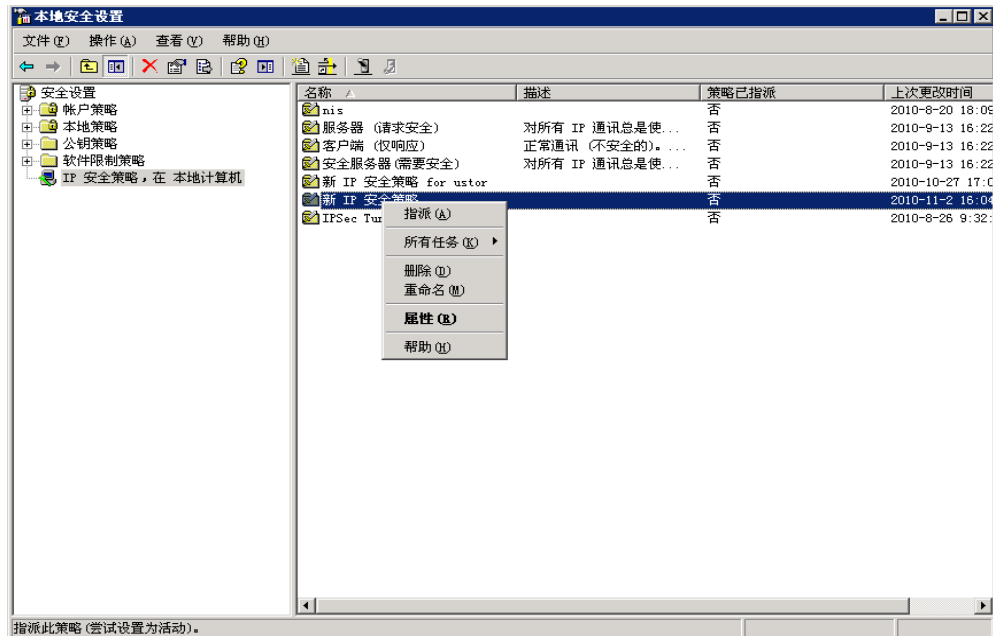 本地安全设置
文件(F) 操作(A) 查看(V) 帮助(H)
安全设置
帐户策略
本地策略
公钥策略
软件限制策略
IP 安全策略，在 本地计算机
名称 描述 策略已指派 上次更改时间
nis 否 2010-8-20 18:09
服务器 (请求安全) 对所有 IP 通讯总是使... 否 2010-9-13 16:22
客户端 (仅响应) 正常通讯 (不安全的)。... 否 2010-9-13 16:22
安全服务器(需要安全) 对所有 IP 通讯总是使... 否 2010-9-13 16:22
新 IP 安全策略 for ustor 否 2010-10-27 17:0
新 IP 安全策略 否 2010-11-2 16:04
IPSec Tu 否 2010-8-26 9:32:
指派(A)
所有任务(K)
删除(D)
重命名(M)
属性(R)
帮助(H)
指派此策略(尝试设置为活动)。